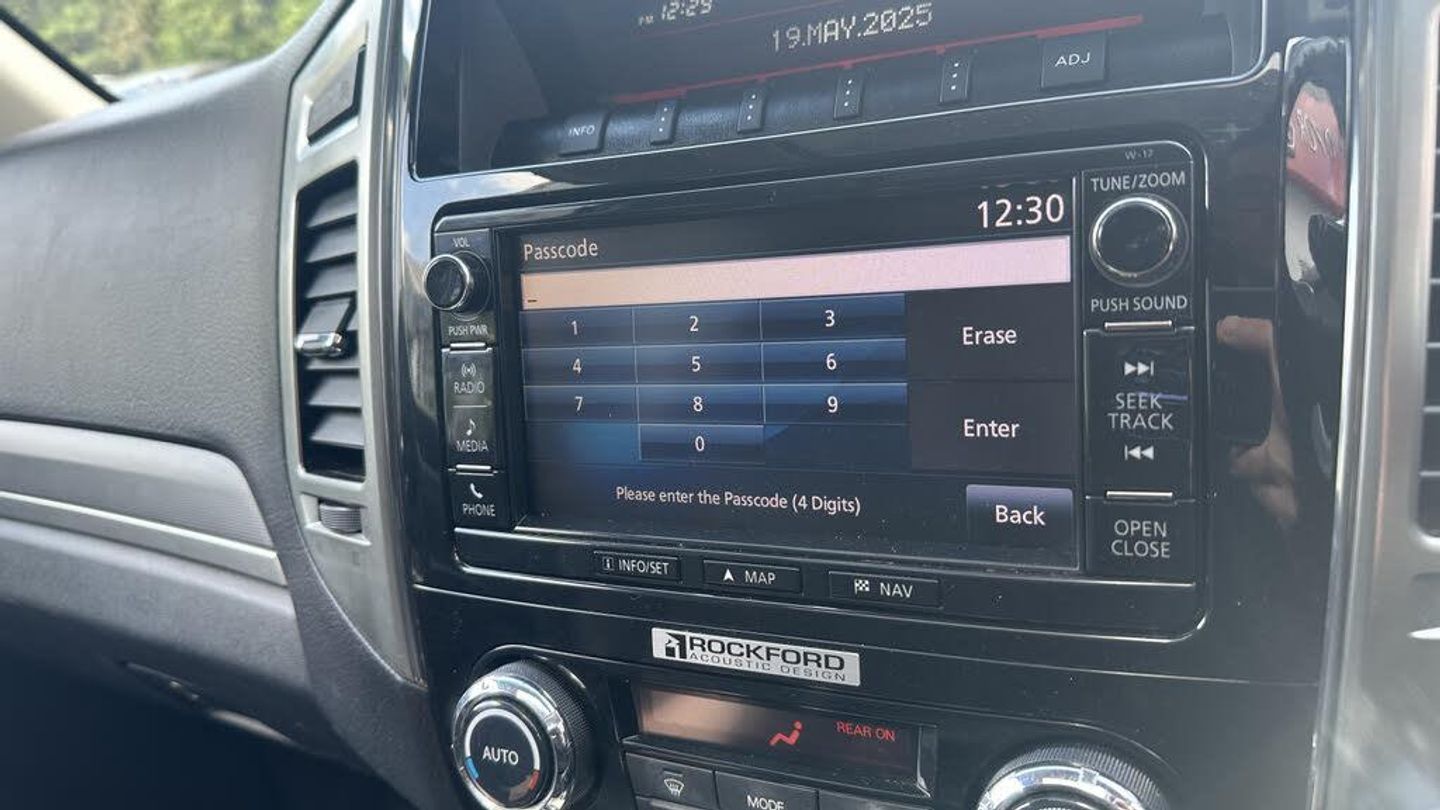 PM 12:29
19.MAY.2025
INFO
ADJ
W-17
VOL
PUSH PWR
RADIO
MEDIA
PHONE
12:30
Passcode
_
1 2 3
4 5 6
7 8 9
0
Erase
Enter
Please enter the Passcode (4 Digits)
Back
TUNE/ZOOM
PUSH SOUND
SEEK
TRACK
OPEN
CLOSE
i INFO/SET
MAP
NAV
ROCKFORD
ACOUSTIC DESIGN
AUTO
REAR ON
MODE